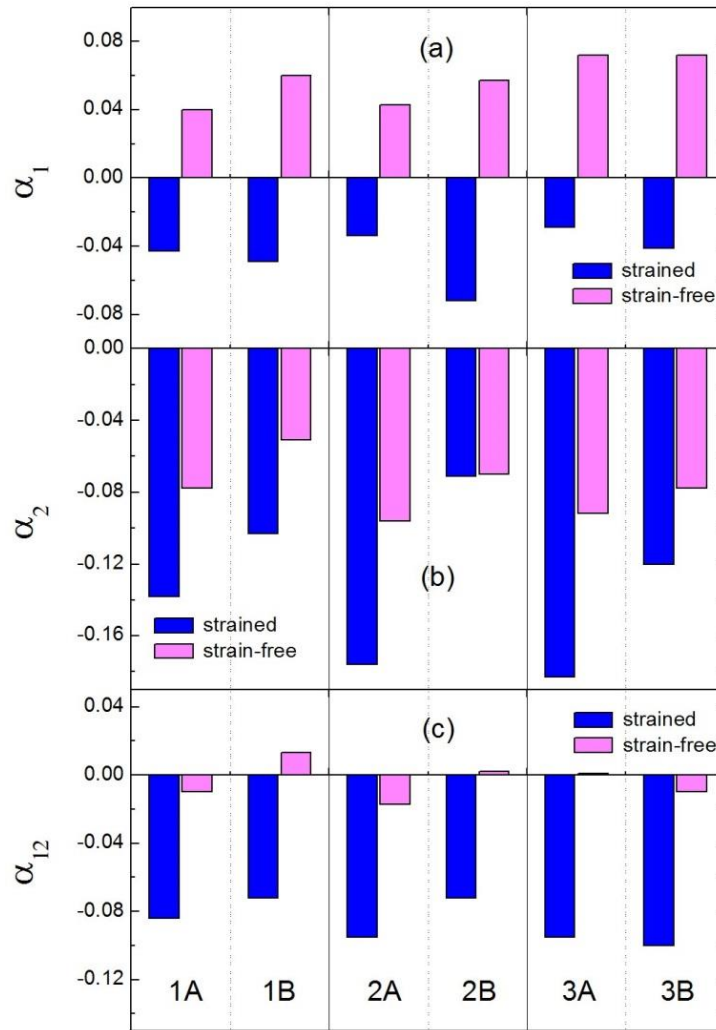 (a)
0.08
0.04
0.00
-0.04
-0.08
α1
strained
strain-free
0.00
-0.04
-0.08
-0.12
-0.16
α2
(b)
strained
strain-free
(c)
0.04
0.00
-0.04
-0.08
-0.12
α12
strained
strain-free
1A 1B 2A 2B 3A 3B